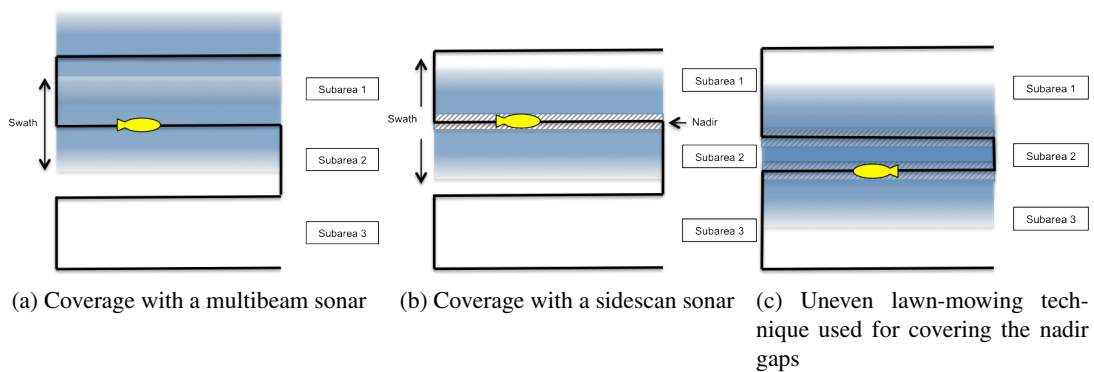 Swath
Subarea 1
Subarea 2
Subarea 3
(a) Coverage with a multibeam sonar
Swath
Subarea 1
Nadir
Subarea 2
Subarea 3
(b) Coverage with a sidescan sonar
Subarea 1
Subarea 2
Subarea 3
(c) Uneven lawn-mowing tech-
nique used for covering the nadir
gaps